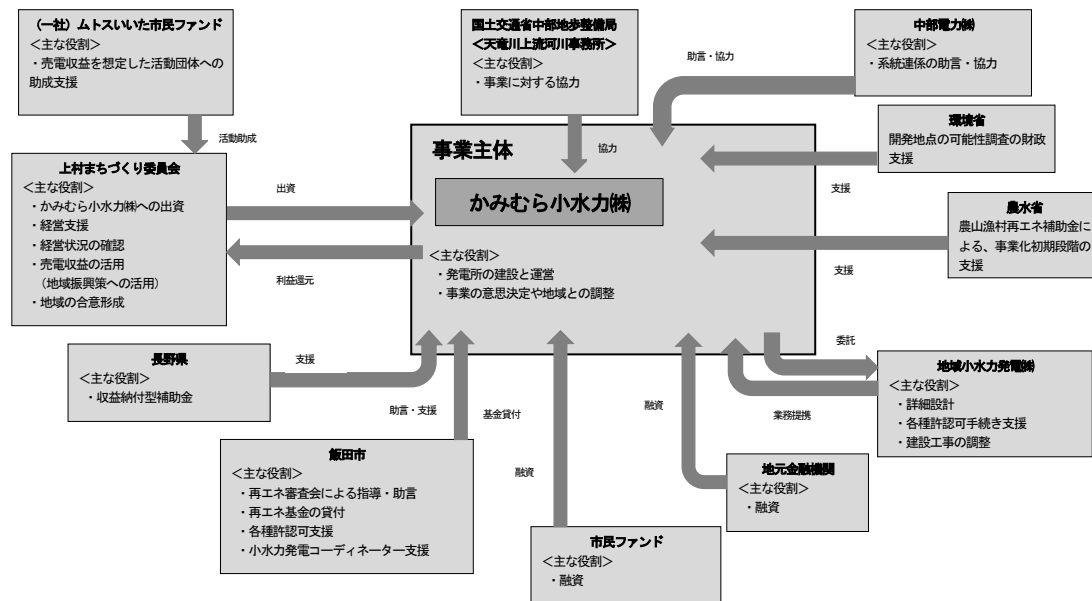 （一社）ムトスいいた市民ファンド
＜主な役割＞
・売電収益を想定した活動団体への
助成支援
活動助成
上村まちづくり委員会
＜主な役割＞
・かみむら小水力㈱への出資
・経営支援
・経営状況の確認
・売電収益の活用
（地域振興策への活用）
・地域の合意形成
出資
利益還元
国土交通省中部地歩整備局
＜天竜川上流河川事務所＞
＜主な役割＞
・事業に対する協力
協力
中部電力㈱
＜主な役割＞
・系統連係の助言・協力
助言・協力
環境省
開発地点の可能性調査の財政
支援
支援
農水省
農山漁村再エネ補助金に
よる、事業化初期段階の
支援
支援
事業主体
かみむら小水力㈱
＜主な役割＞
・発電所の建設と運営
・事業の意思決定や地域との調整
長野県
＜主な役割＞
・収益納付型補助金
支援
飯田市
＜主な役割＞
・再エネ審査会による指導・助言
・再エネ基金の貸付
・各種許認可支援
・小水力発電コーディネーター支援
助言・支援
基金貸付
市民ファンド
＜主な役割＞
・融資
融資
地元金融機関
＜主な役割＞
・融資
融資
地域小水力発電㈱
＜主な役割＞
・詳細設計
・各種許認可手続き支援
・建設工事の調整
委託
業務提携